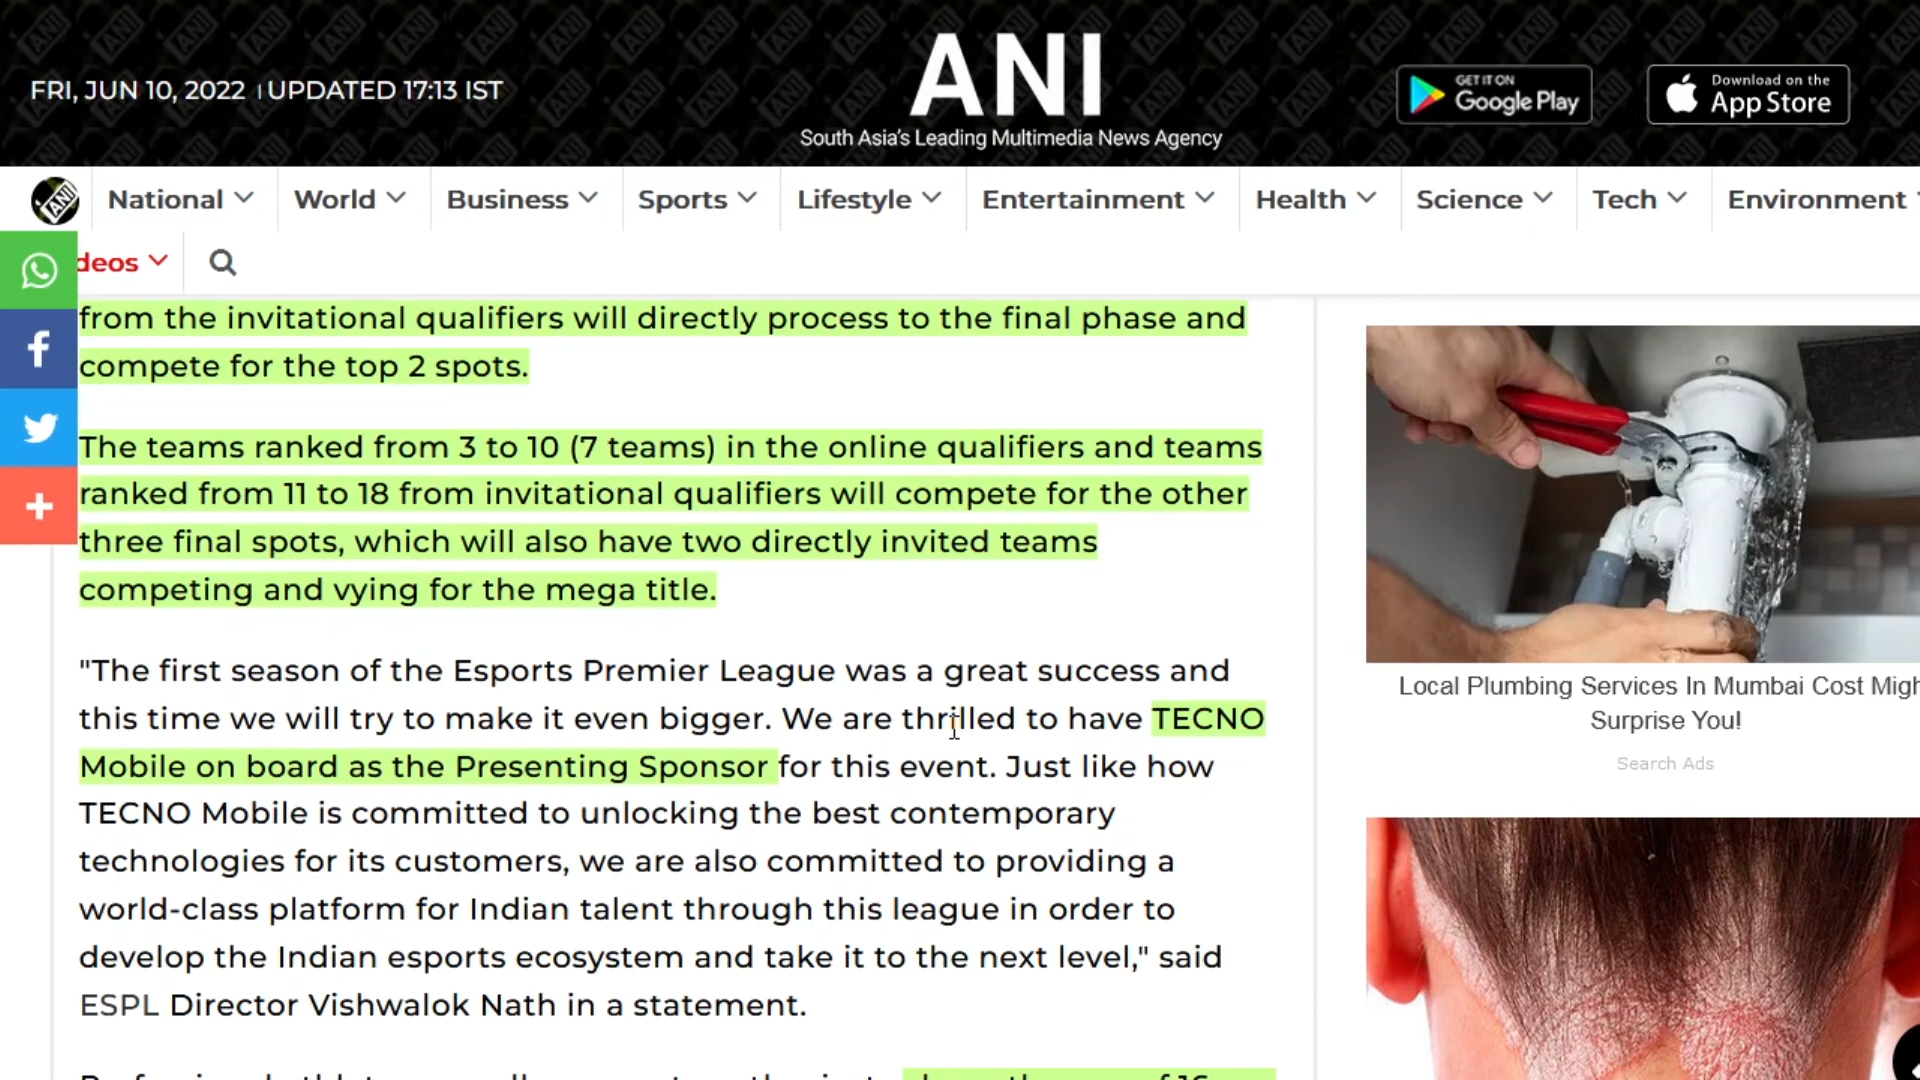 FRI, JUN 10, 2022 | UPDATED 17:13 IST
ANI
South Asia's Leading Multimedia News Agency
GET IT ON
Google Play
Download on the
App Store
ANI National World Business Sports Lifestyle Entertainment Health Science Tech Environment
deos
from the invitational qualifiers will directly process to the final phase and
compete for the top 2 spots.
The teams ranked from 3 to 10 (7 teams) in the online qualifiers and teams
ranked from 11 to 18 from invitational qualifiers will compete for the other
three final spots, which will also have two directly invited teams
competing and vying for the mega title.
"The first season of the Esports Premier League was a great success and
this time we will try to make it even bigger. We are thrilled to have TECNO
Mobile on board as the Presenting Sponsor for this event. Just like how
TECNO Mobile is committed to unlocking the best contemporary
technologies for its customers, we are also committed to providing a
world-class platform for Indian talent through this league in order to
develop the Indian esports ecosystem and take it to the next level," said
ESPL Director Vishwalok Nath in a statement.
Local Plumbing Services In Mumbai Cost Migh
Surprise You!
Search Ads